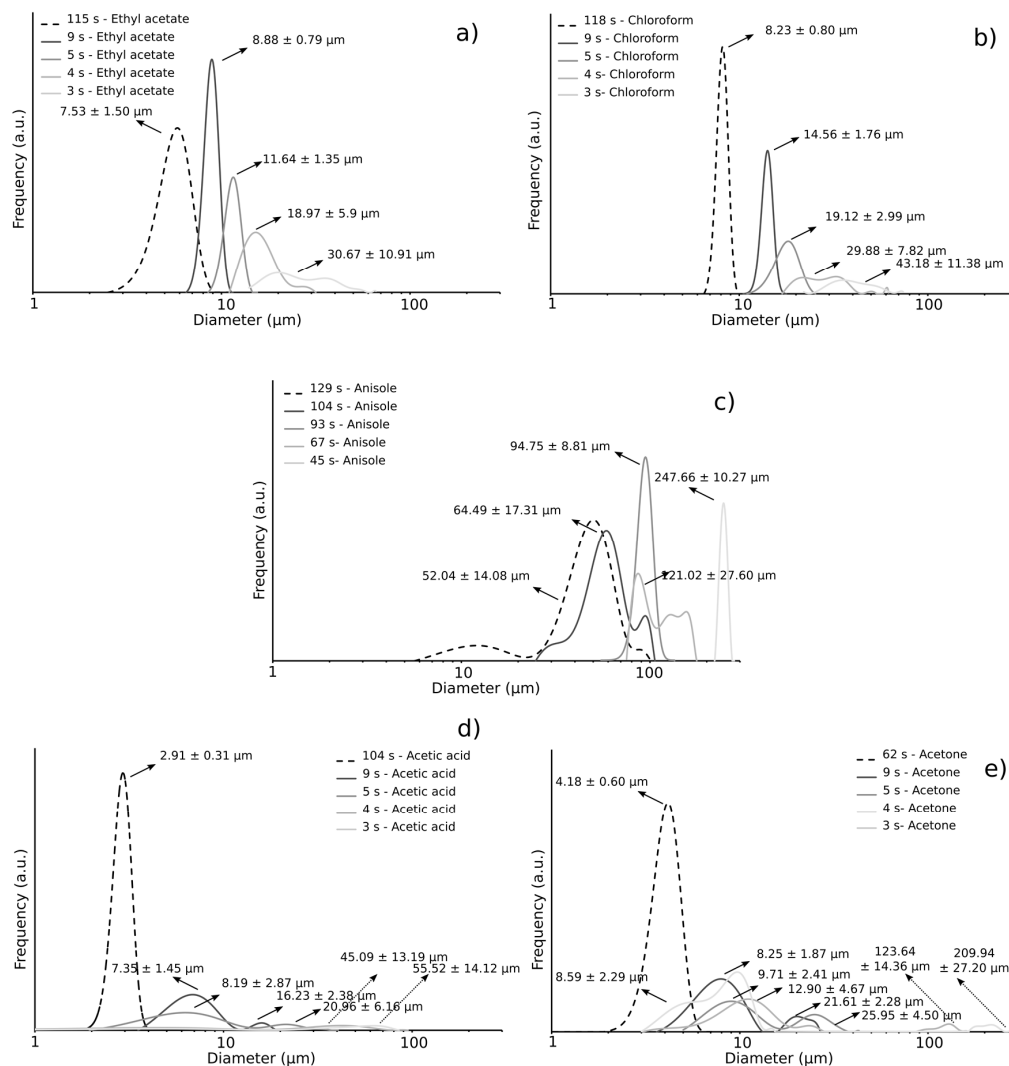 115 s - Ethyl acetate
9 s - Ethyl acetate
5 s - Ethyl acetate
4 s - Ethyl acetate
3 s - Ethyl acetate
a)
8.88 ± 0.79 µm
7.53 ± 1.50 µm
11.64 ± 1.35 µm
18.97 ± 5.9 µm
30.67 ± 10.91 µm
Frequency (a.u.)
1 10 100
Diameter (µm)
118 s - Chloroform
9 s - Chloroform
5 s - Chloroform
4 s- Chloroform
3 s- Chloroform
b)
8.23 ± 0.80 µm
14.56 ± 1.76 µm
19.12 ± 2.99 µm
29.88 ± 7.82 µm
43.18 ± 11.38 µm
Frequency (a.u.)
1 10 100
Diameter (µm)
129 s - Anisole
104 s - Anisole
93 s - Anisole
67 s- Anisole
45 s- Anisole
c)
94.75 ± 8.81 µm
247.66 ± 10.27 µm
64.49 ± 17.31 µm
52.04 ± 14.08 µm
121.02 ± 27.60 µm
Frequency (a.u.)
1 10 100
Diameter (µm)
d)
104 s - Acetic acid
9 s - Acetic acid
5 s - Acetic acid
4 s - Acetic acid
3 s - Acetic acid
2.91 ± 0.31 µm
45.09 ± 13.19 µm
7.35 ± 1.45 µm
55.52 ± 14.12 µm
8.19 ± 2.87 µm
16.23 ± 2.38 µm
20.96 ± 6.16 µm
Frequency (a.u.)
1 10 100
Diameter (µm)
62 s - Acetone
9 s - Acetone
5 s - Acetone
4 s- Acetone
3 s- Acetone
e)
4.18 ± 0.60 µm
8.25 ± 1.87 µm
123.64
± 14.36 µm
209.94
± 27.20 µm
8.59 ± 2.29 µm
9.71 ± 2.41 µm
12.90 ± 4.67 µm
21.61 ± 2.28 µm
25.95 ± 4.50 µm
Frequency (a.u.)
1 10 100
Diameter (µm)